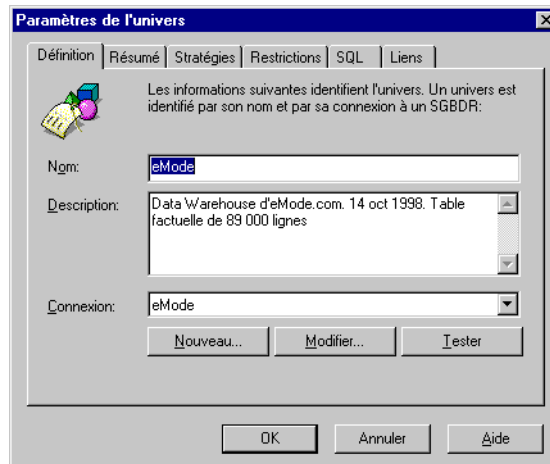 Paramètres de l'univers
Définition Résumé Stratégies Restrictions SQL Liens
Les informations suivantes identifient l'univers. Un univers est
identifié par son nom et par sa connexion à un SGBDR:
Nom: eMode
Description: Data Warehouse d'eMode.com. 14 oct 1998. Table
factuelle de 89 000 lignes
Connexion: eMode
Nouveau... Modifier... Tester
OK Annuler Aide